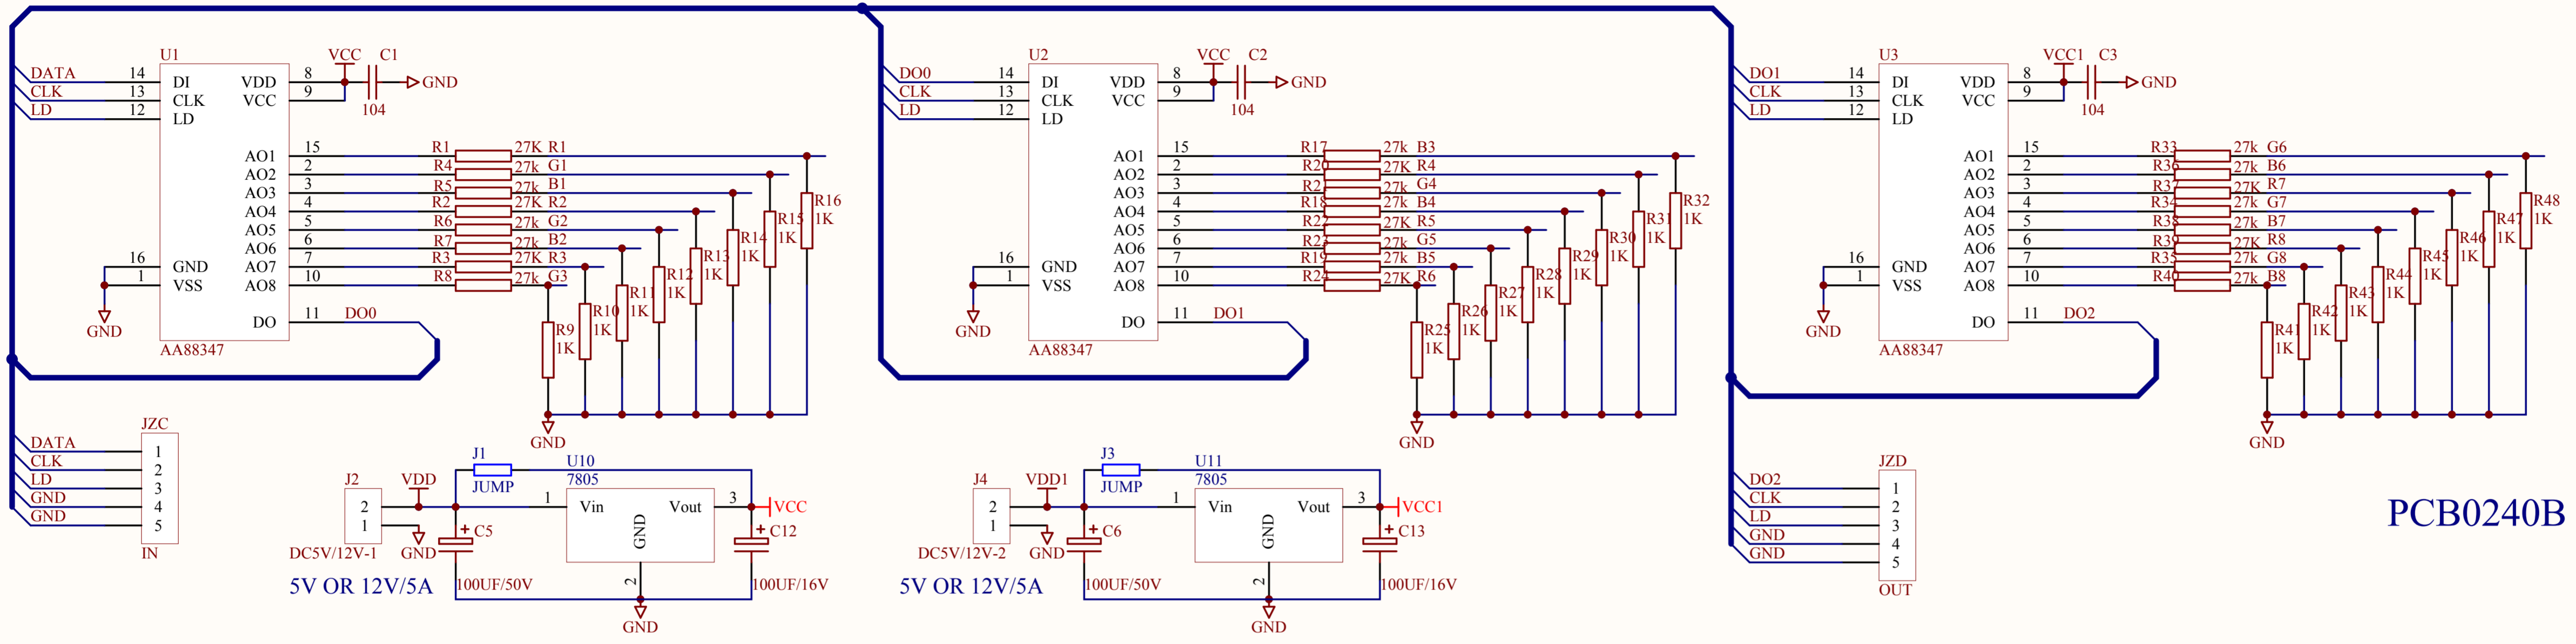 U1
VCC C1
DATA 14 DI VDD 8 GND
CLK 13 CLK VCC 9
LD 12 LD 104
AO1 15 R1 27K R1
AO2 2 R4 27k G1
AO3 3 R5 27k B1
AO4 4 R2 27K R2
AO5 5 R6 27k G2
AO6 6 R7 27k B2
16 GND AO7 7 R3 27K R3
1 VSS AO8 10 R8 27k G3
GND
DO 11 DO0
AA88347
R16 1K
R15 1K
R14 1K
R13 1K
R12 1K
R11 1K
R10 1K
R9 1K
GND
U2
VCC C2
DO0 14 DI VDD 8 GND
CLK 13 CLK VCC 9
LD 12 LD 104
AO1 15 R17 27k B3
AO2 2 R20 27K R4
AO3 3 R2 27k G4
AO4 4 R18 27k B4
AO5 5 R22 27K R5
AO6 6 R23 27k G5
16 GND AO7 7 R19 27k B5
1 VSS AO8 10 R24 27K R6
GND
DO 11 DO1
AA88347
R32 1K
R31 1K
R30 1K
R29 1K
R28 1K
R27 1K
R26 1K
R25 1K
GND
U3
VCC1 C3
DO1 14 DI VDD 8 GND
CLK 13 CLK VCC 9
LD 12 LD 104
AO1 15 R33 27k G6
AO2 2 R36 27k B6
AO3 3 R37 27K R7
AO4 4 R34 27k G7
AO5 5 R38 27k B7
AO6 6 R39 27K R8
16 GND AO7 7 R35 27k G8
1 VSS AO8 10 R40 27k B8
GND
DO 11 DO2
AA88347
R48 1K
R47 1K
R46 1K
R45 1K
R44 1K
R43 1K
R42 1K
R41 1K
GND
JZC
DATA 1
CLK 2
LD 3
GND 4
GND 5
IN
J1 U10
JUMP 7805
J2 VDD
2 1 Vin Vout 3 VCC
1 GND C5 GND C12
DC5V/12V-1
5V OR 12V/5A 100UF/50V 2 100UF/16V
GND
J3 U11
JUMP 7805
J4 VDD1
2 1 Vin Vout 3 VCC1
1 GND C6 GND C13
DC5V/12V-2
5V OR 12V/5A 100UF/50V 2 100UF/16V
GND
JZD
DO2 1
CLK 2
LD 3
GND 4
GND 5
OUT
PCB0240B